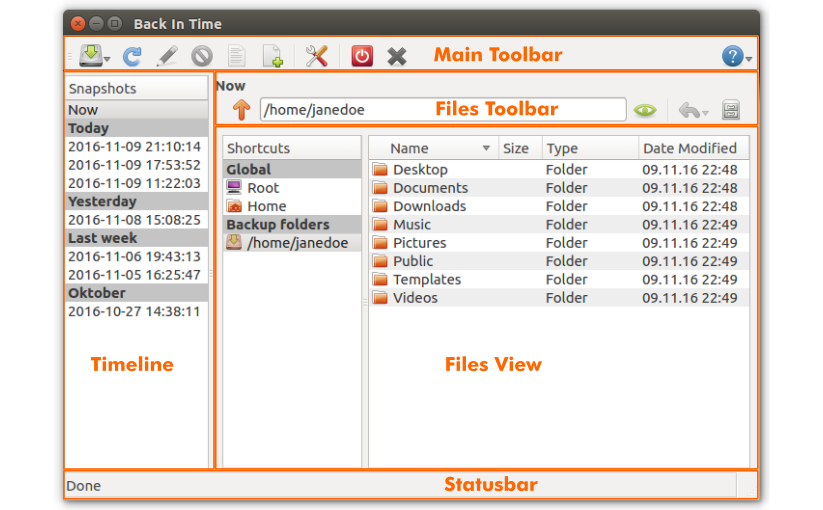 Back In Time
Main Toolbar
?
Snapshots
Now
Today
2016-11-09 21:10:14
2016-11-09 17:53:52
2016-11-09 11:22:03
Yesterday
2016-11-08 15:08:25
Last week
2016-11-06 19:43:13
2016-11-05 16:25:47
Oktober
2016-10-27 14:38:11
Timeline
Now
/home/janedoe
Files Toolbar
Shortcuts
Global
Root
Home
Backup folders
/home/janedoe
Name Size Type Date Modified
Desktop Folder 09.11.16 22:48
Documents Folder 09.11.16 22:48
Downloads Folder 09.11.16 22:48
Music Folder 09.11.16 22:49
Pictures Folder 09.11.16 22:49
Public Folder 09.11.16 22:49
Templates Folder 09.11.16 22:49
Videos Folder 09.11.16 22:49
Files View
Done
Statusbar